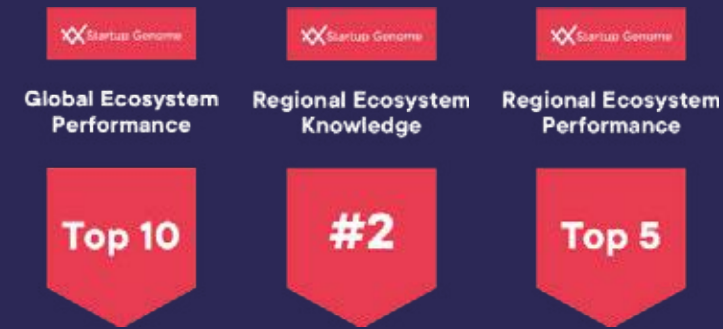 Startup Genome
Startup Genome
Startup Genome
Global Ecosystem
Performance
Regional Ecosystem
Knowledge
Regional Ecosystem
Performance
Top 10
#2
Top 5